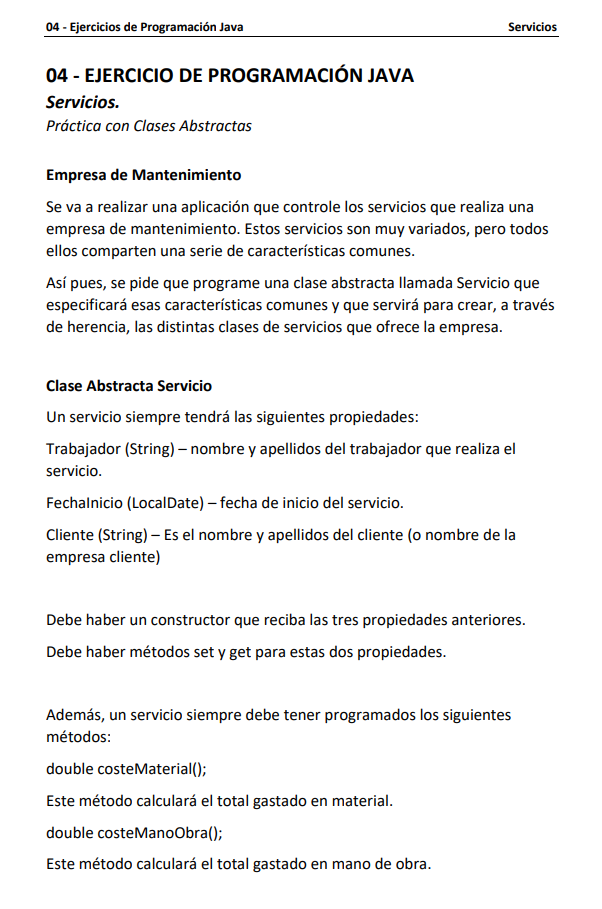 04 - Ejercicios de Programación Java Servicios
04 - EJERCICIO DE PROGRAMACIÓN JAVA
Servicios.
Práctica con Clases Abstractas
Empresa de Mantenimiento
Se va a realizar una aplicación que controle los servicios que realiza una
empresa de mantenimiento. Estos servicios son muy variados, pero todos
ellos comparten una serie de características comunes.
Así pues, se pide que programe una clase abstracta llamada Servicio que
especificará esas características comunes y que servirá para crear, a través
de herencia, las distintas clases de servicios que ofrece la empresa.
Clase Abstracta Servicio
Un servicio siempre tendrá las siguientes propiedades:
Trabajador (String) – nombre y apellidos del trabajador que realiza el
servicio.
FechaInicio (LocalDate) – fecha de inicio del servicio.
Cliente (String) – Es el nombre y apellidos del cliente (o nombre de la
empresa cliente)
Debe haber un constructor que reciba las tres propiedades anteriores.
Debe haber métodos set y get para estas dos propiedades.
Además, un servicio siempre debe tener programados los siguientes
métodos:
double costeMaterial();
Este método calculará el total gastado en material.
double costeManoObra();
Este método calculará el total gastado en mano de obra.